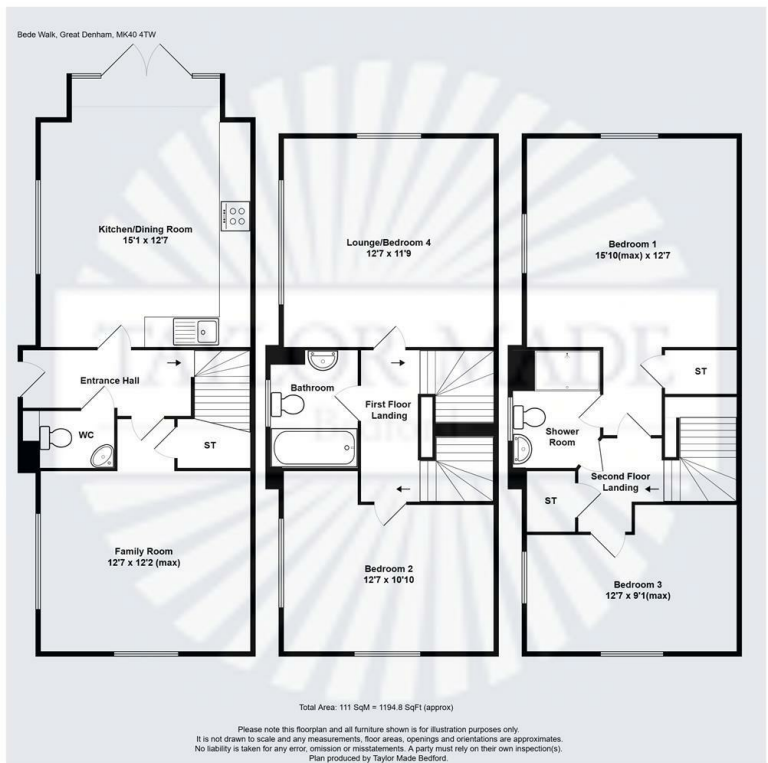 Bede Walk, Great Denham, MK40 4TW
Kitchen/Dining Room
15'1 x 12'7
Entrance Hall
WC
ST
Family Room
12'7 x 12'2 (max)
Lounge/Bedroom 4
12'7 x 11'9
Bathroom
First Floor
Landing
Bedroom 2
12'7 x 10'10
Bedroom 1
15'10(max) x 12'7
ST
Shower
Room
Second Floor
Landing
ST
Bedroom 3
12'7 x 9'1(max)
TAYLOR MADE
Bedford
Total Area: 111 SqM = 1194.8 SqFt (approx)
Please note this floorplan and all furniture shown is for illustration purposes only.
It is not drawn to scale and any measurements, floor areas, openings and orientations are approximates.
No liability is taken for any error, omission or misstatements. A party must rely on their own inspection(s).
Plan produced by Taylor Made Bedford.